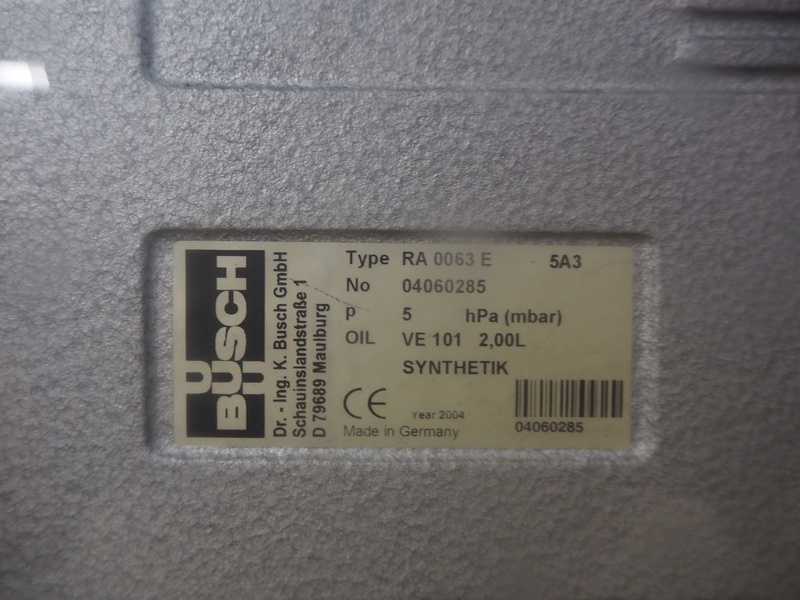 BUSCH
Dr. - Ing. K. Busch GmbH
Schauinslandstraße 1
D 79689 Maulburg
Type RA 0063 E 5A3
No 04060285
p 5 hPa (mbar)
OIL VE 101 2,00L
SYNTHETIK
CE Year 2004
Made in Germany
04060285